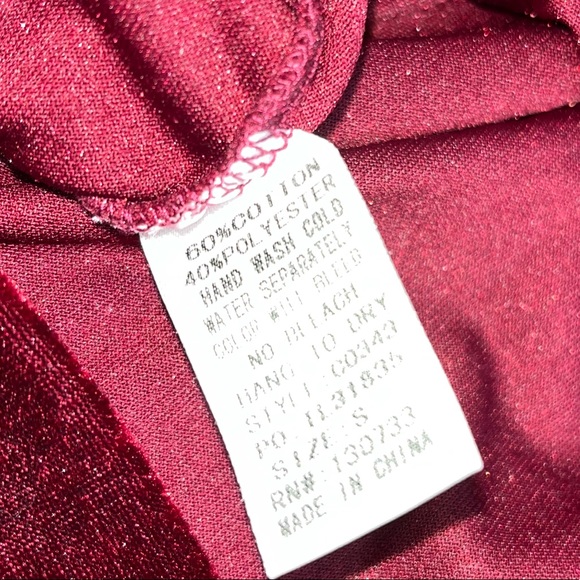 60%COTTON
40%POLYESTER
HAND WASH COLD
WATER SEPARATELY
COLOR WILL BLEED
NO BLEACH
HANG TO DRY
STYLE:C0343
PO:IL31835
SIZE:S
RN#:130733
MADE IN CHINA